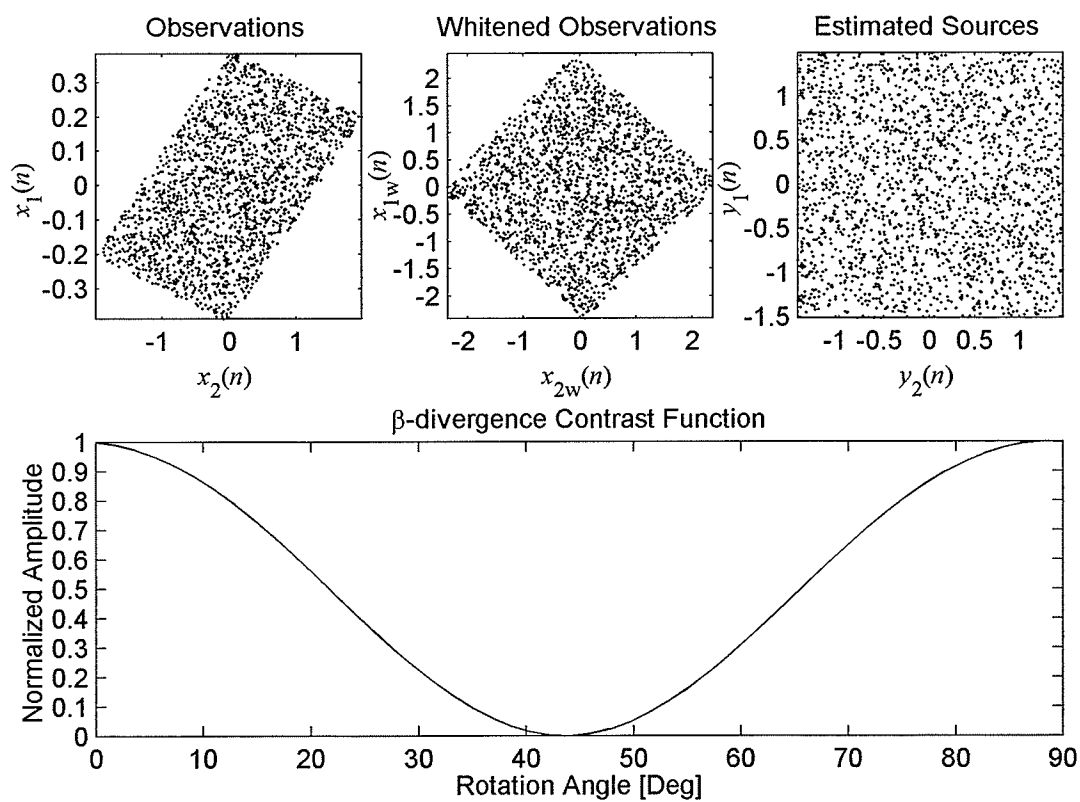 Observations
Whitened Observations
Estimated Sources
x1(n)
0.3
0.2
0.1
0
-0.1
-0.2
-0.3
-1 0 1
x2(n)
x1w(n)
2
1.5
1
0.5
0
-0.5
-1
-1.5
-2
-2 -1 0 1 2
x2w(n)
y1(n)
1
0.5
0
-0.5
-1
-1.5
-1 -0.5 0 0.5 1
y2(n)
β-divergence Contrast Function
Normalized Amplitude
1
0.9
0.8
0.7
0.6
0.5
0.4
0.3
0.2
0.1
0
0 10 20 30 40 50 60 70 80 90
Rotation Angle [Deg]